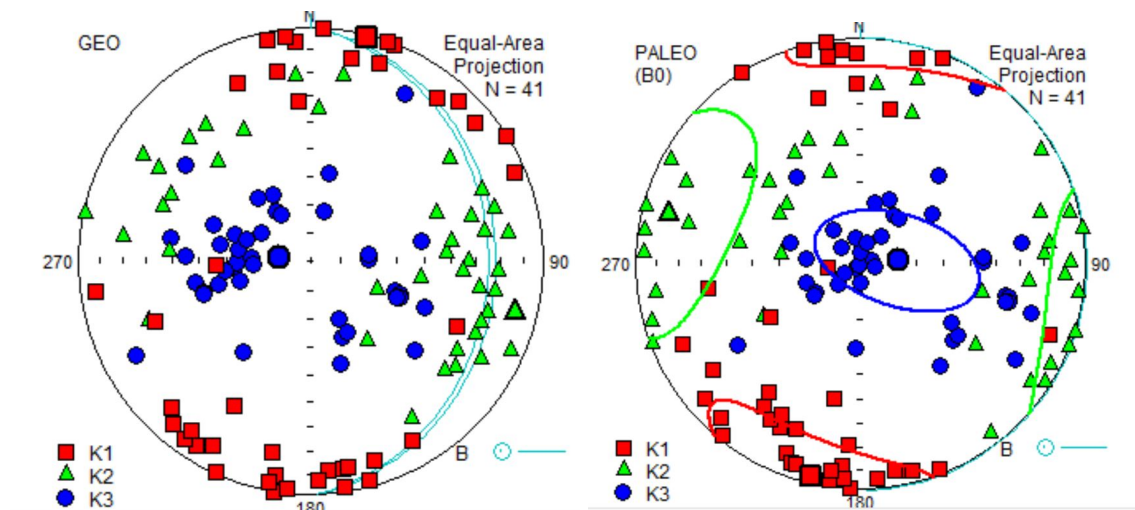 GEO
N
Equal-Area
Projection
N = 41
270
90
K1
K2
K3
B
180
PALEO
(B0)
N
Equal-Area
Projection
N = 41
270
90
K1
K2
K3
B
180